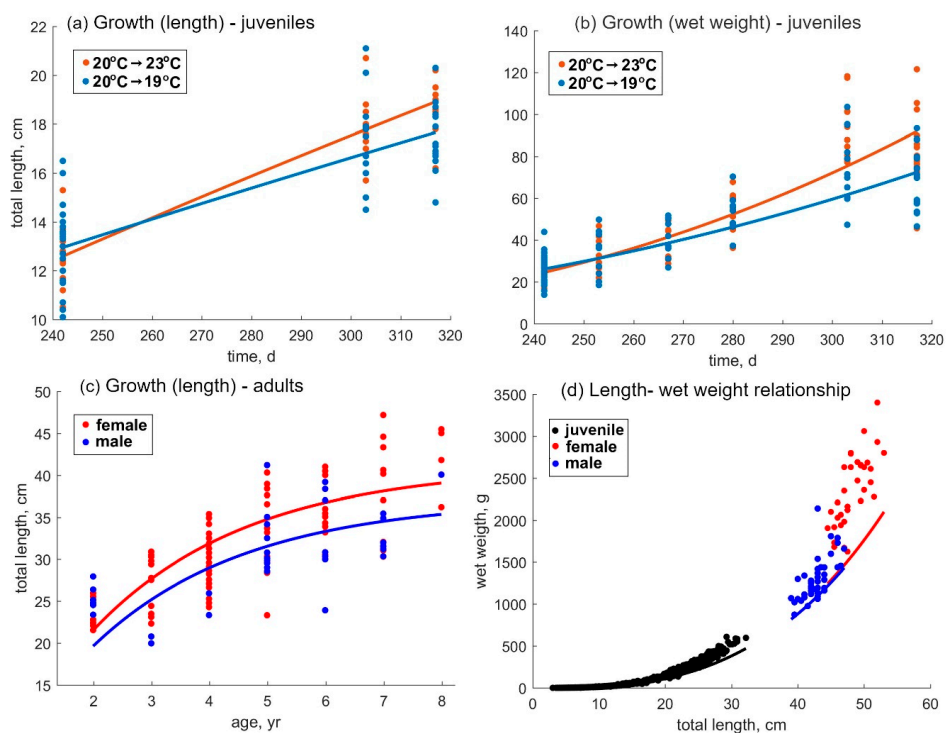 (a) Growth (length) - juveniles
22
20
18
16
14
12
10
total length, cm
20°C→23°C
20°C→19°C
240 250 260 270 280 290 300 310 320
time, d
(b) Growth (wet weight) - juveniles
140
120
100
80
60
40
20
0
20°C→23°C
20°C→19°C
240 250 260 270 280 290 300 310 320
time, d
(c) Growth (length) - adults
50
45
40
35
30
25
20
15
total length, cm
female
male
2 3 4 5 6 7 8
age, yr
(d) Length- wet weight relationship
3500
3000
2500
2000
1500
1000
500
0
wet weigth, g
juvenile
female
male
0 10 20 30 40 50 60
total length, cm